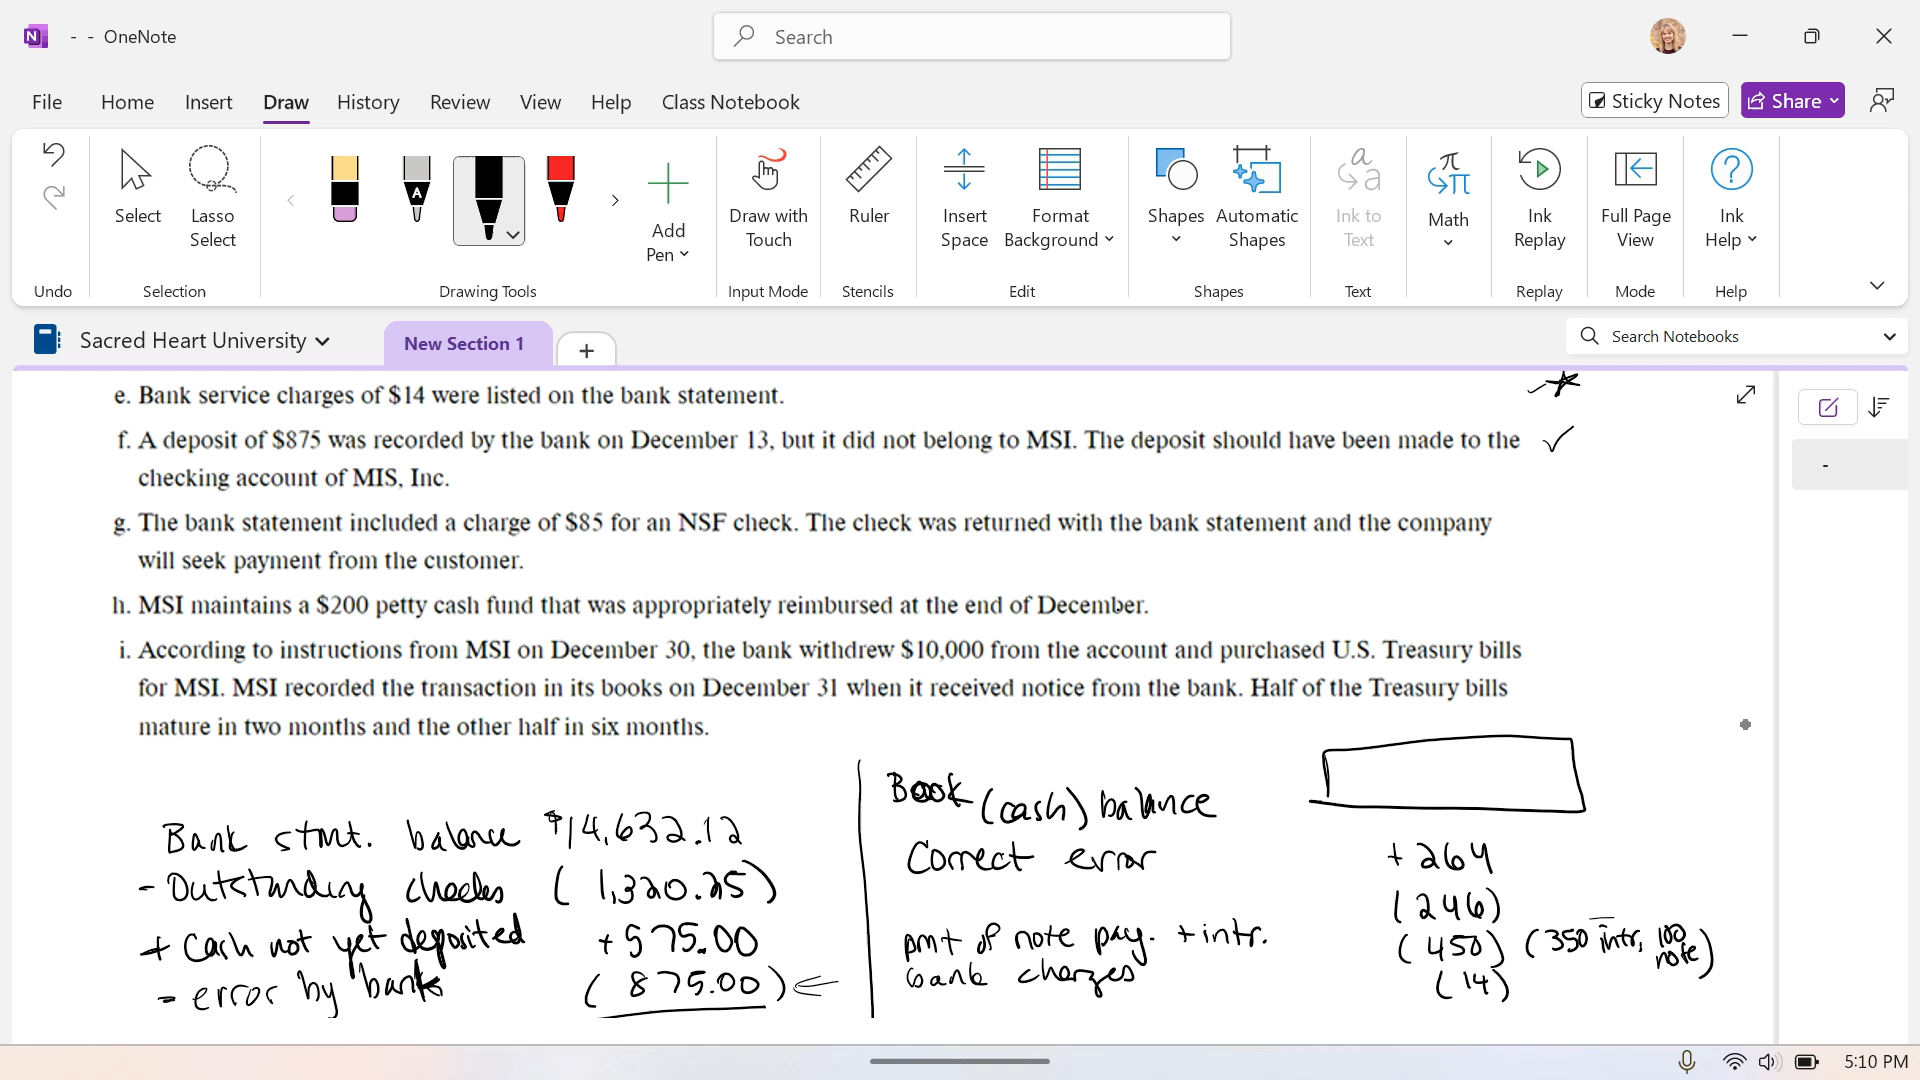 - - OneNote
Search
File Home Insert Draw History Review View Help Class Notebook
Sticky Notes
Share
Select
Lasso Select
A
Add Pen
Draw with Touch
Ruler
Insert Space
Format Background
Shapes
Automatic Shapes
Ink to Text
Math
Ink Replay
Full Page View
Ink Help
Undo Selection Drawing Tools Input Mode Stencils Edit Shapes Text Replay Mode Help
Sacred Heart University
New Section 1
+
Search Notebooks
e. Bank service charges of $14 were listed on the bank statement.
f. A deposit of $875 was recorded by the bank on December 13, but it did not belong to MSI. The deposit should have been made to the
checking account of MIS, Inc.
g. The bank statement included a charge of $85 for an NSF check. The check was returned with the bank statement and the company
will seek payment from the customer.
h. MSI maintains a $200 petty cash fund that was appropriately reimbursed at the end of December.
i. According to instructions from MSI on December 30, the bank withdrew $10,000 from the account and purchased U.S. Treasury bills
for MSI. MSI recorded the transaction in its books on December 31 when it received notice from the bank. Half of the Treasury bills
mature in two months and the other half in six months.
-
Bank stmt. balance $14,632.12
- Outstanding checks (1,320.25)
+ Cash not yet deposited +575.00
- error by bank (875.00)
Book (cash) balance
Correct error +264
(246)
pmt of note pay. + intr. (450) (350 intr, 100 note)
bank charges (14)
5:10 PM